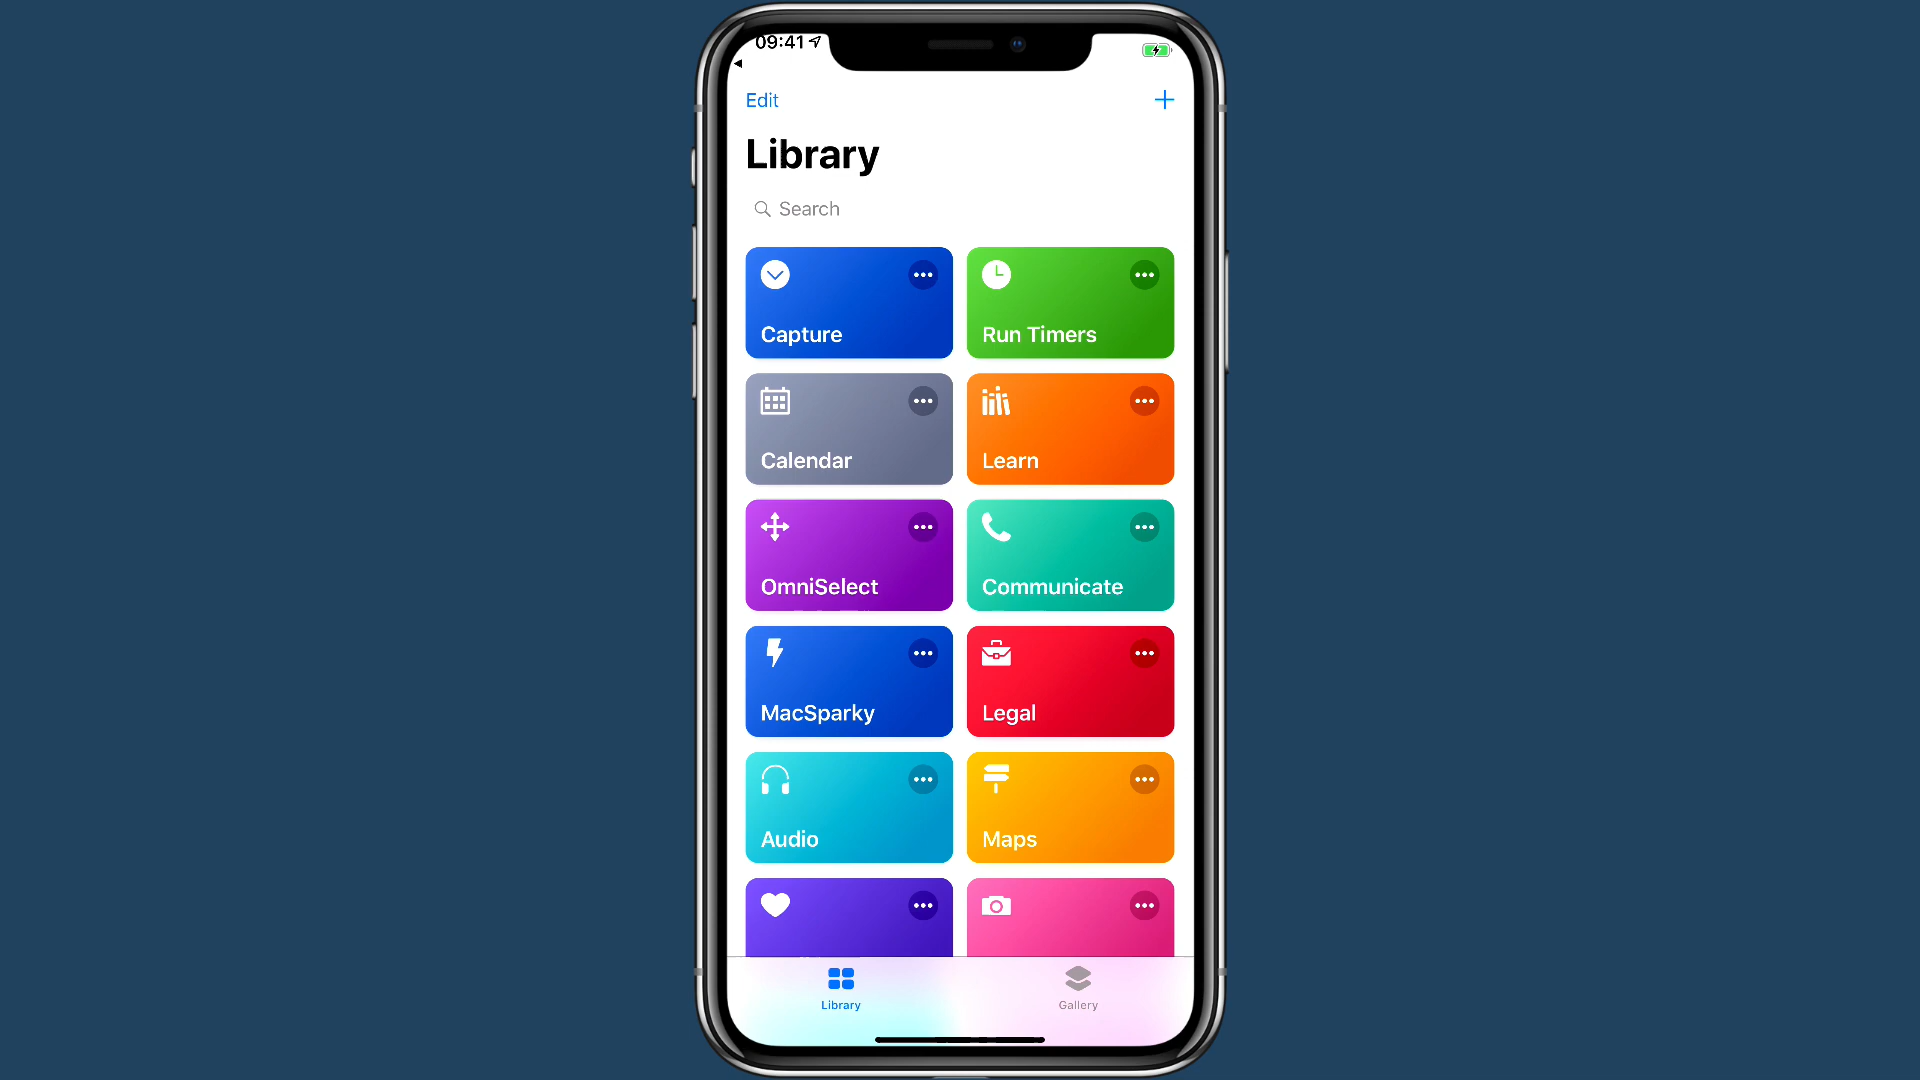 09:41
Edit
Library
Search
Capture
Run Timers
Calendar
Learn
OmniSelect
Communicate
MacSparky
Legal
Audio
Maps
Library
Gallery